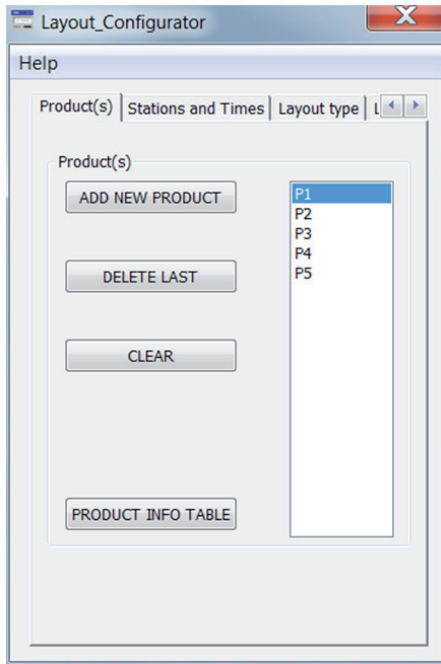 Layout_Configurator
Help
Product(s) Stations and Times Layout type L
Product(s)
ADD NEW PRODUCT
DELETE LAST
CLEAR
PRODUCT INFO TABLE
P1
P2
P3
P4
P5